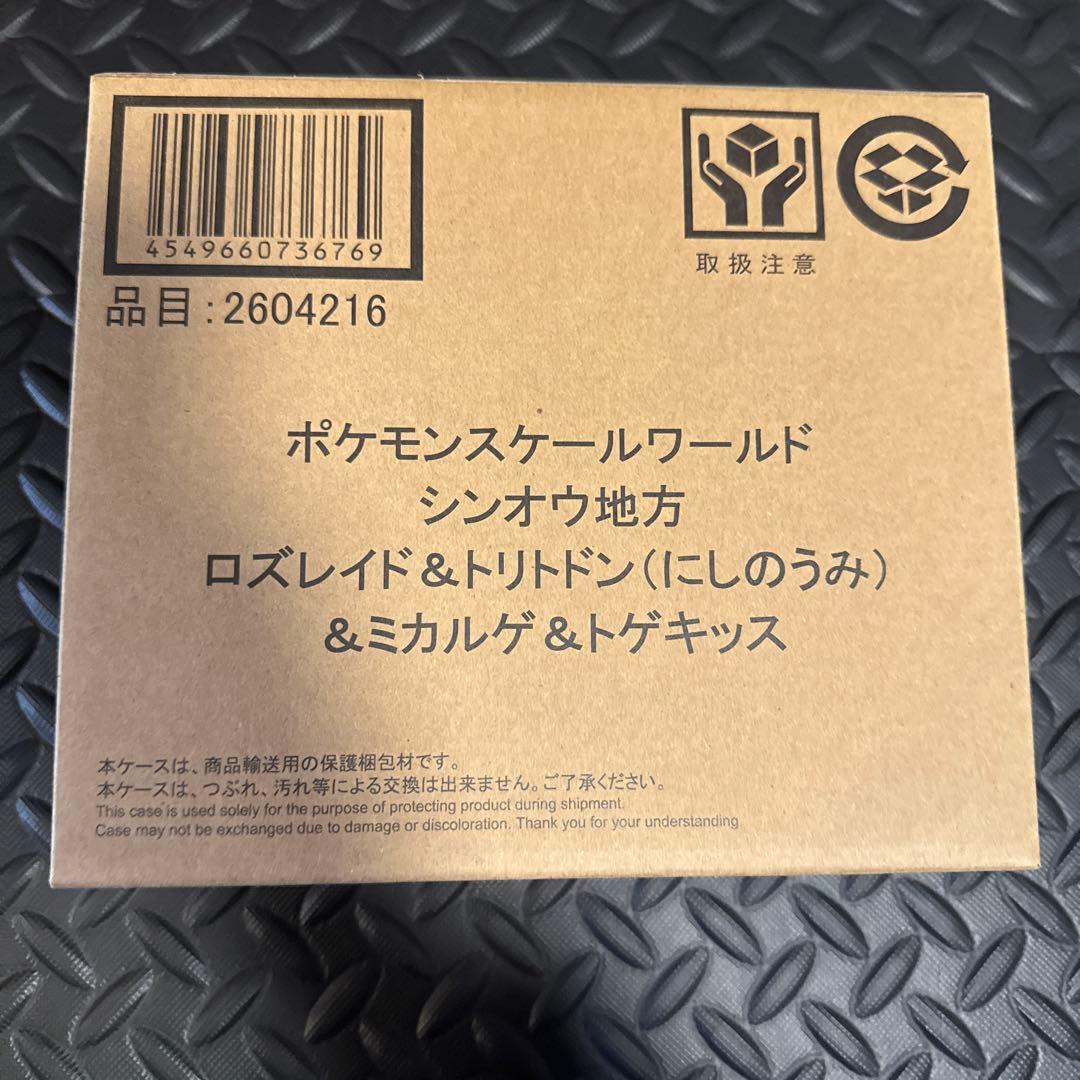 4549660736769
取扱注意
品目:2604216
ポケモンスケールワールド
シンオウ地方
ロズレイド&トリトドン(にしのうみ)
&ミカルゲ&トゲキッス
本ケースは、商品輸送用の保護梱包材です。
本ケースは、つぶれ、汚れ等による交換は出来ません。ご了承ください。
This case is used solely for the purpose of protecting product during shipment.
Case may not be exchanged due to damage or discoloration. Thank you for your understanding.